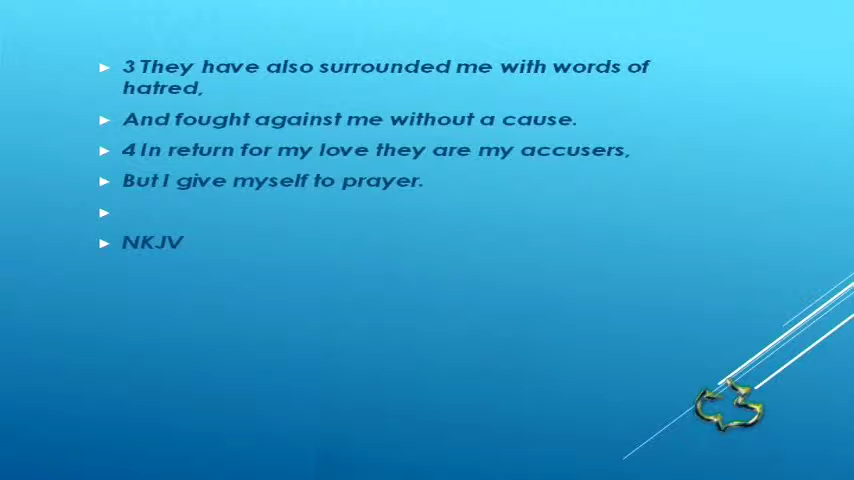 3 They have also surrounded me with words of
hatred,
And fought against me without a cause.
4 In return for my love they are my accusers,
But I give myself to prayer.
NKJV